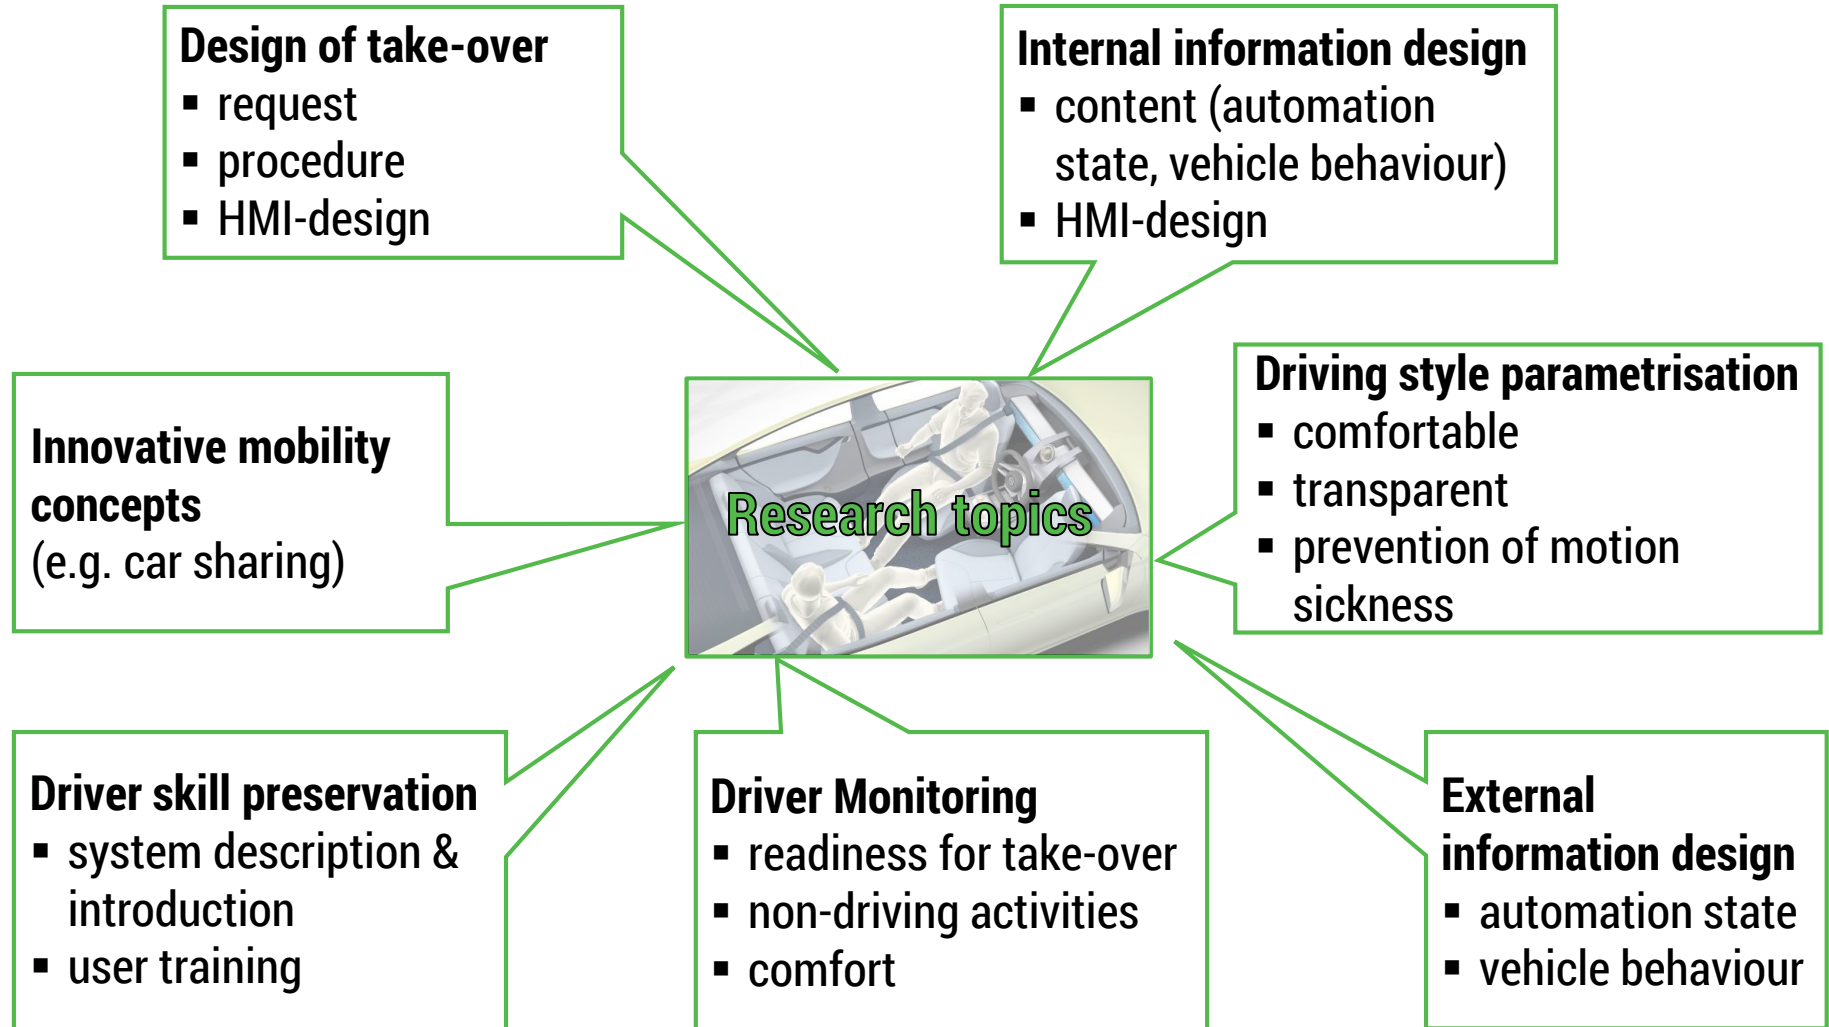 Design of take-over
▪ request
▪ procedure
▪ HMI-design
Internal information design
▪ content (automation
state, vehicle behaviour)
▪ HMI-design
Innovative mobility
concepts
(e.g. car sharing)
Research topics
Driving style parametrisation
▪ comfortable
▪ transparent
▪ prevention of motion
sickness
Driver skill preservation
▪ system description &
introduction
▪ user training
Driver Monitoring
▪ readiness for take-over
▪ non-driving activities
▪ comfort
External
information design
▪ automation state
▪ vehicle behaviour